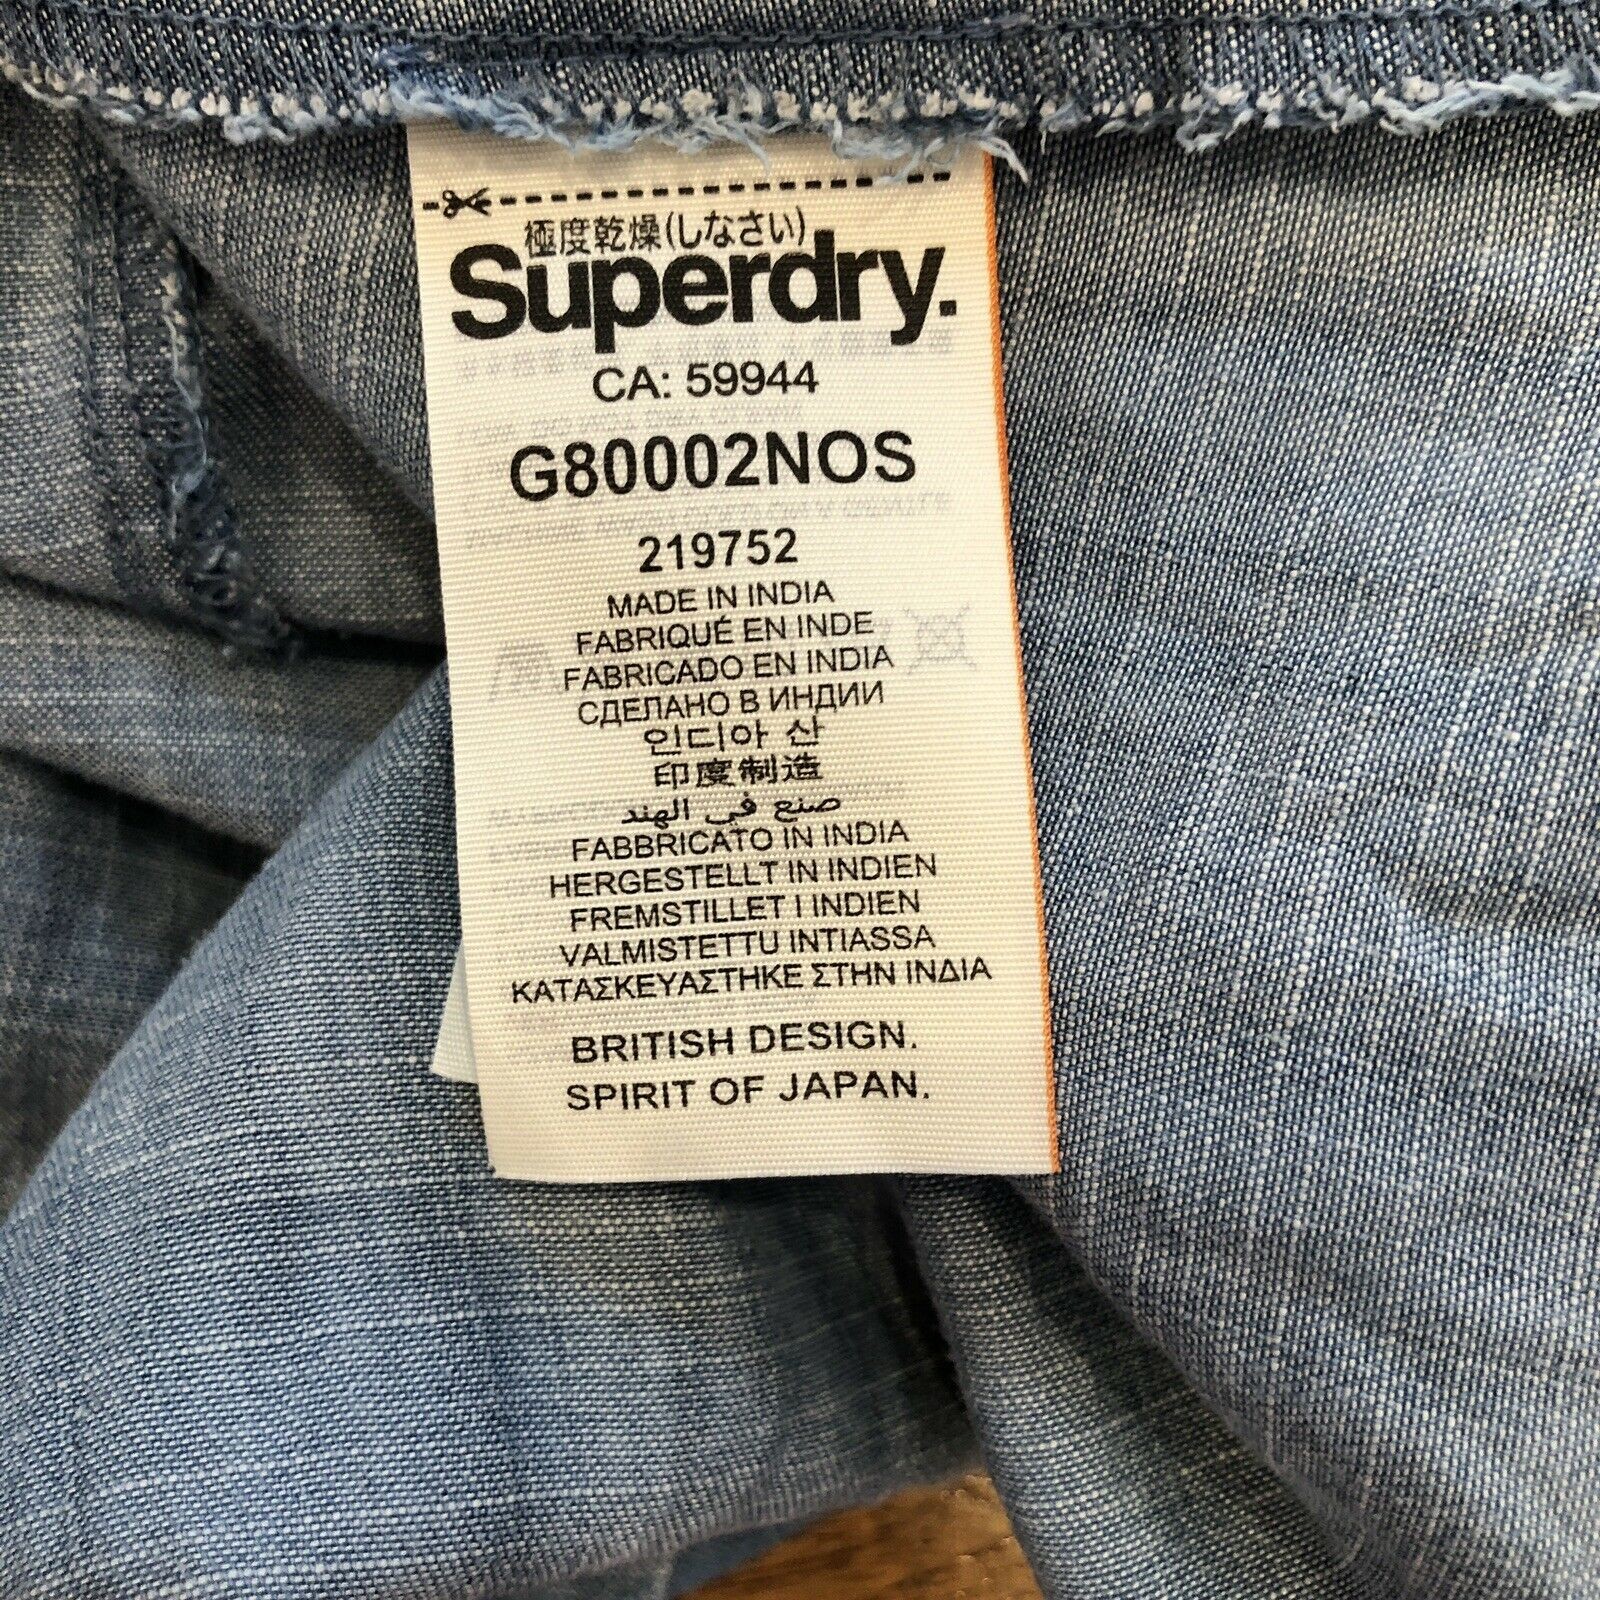 極度乾燥(しなさい)
Superdry.
CA: 59944
G80002NOS
219752
MADE IN INDIA
FABRIQUÉ EN INDE
FABRICADO EN INDIA
СДЕЛАНО В ИНДИИ
인디아 산
印度制造
صنع في الهند
FABBRICATO IN INDIA
HERGESTELLT IN INDIEN
FREMSTILLET I INDIEN
VALMISTETTU INTIASSA
ΚΑΤΑΣΚΕΥΑΣΤΗΚΕ ΣΤΗΝ ΙΝΔΙΑ
BRITISH DESIGN.
SPIRIT OF JAPAN.